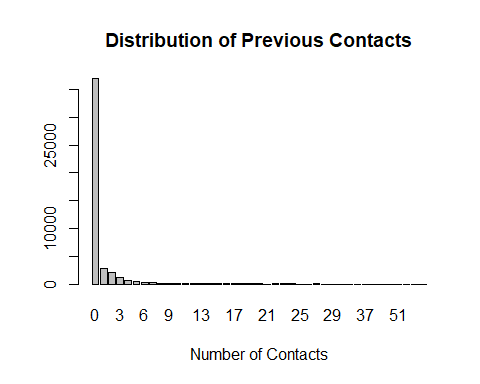 Distribution of Previous Contacts
25000
10000
0
0 3 6 9 13 17 21 25 29 37 51
Number of Contacts